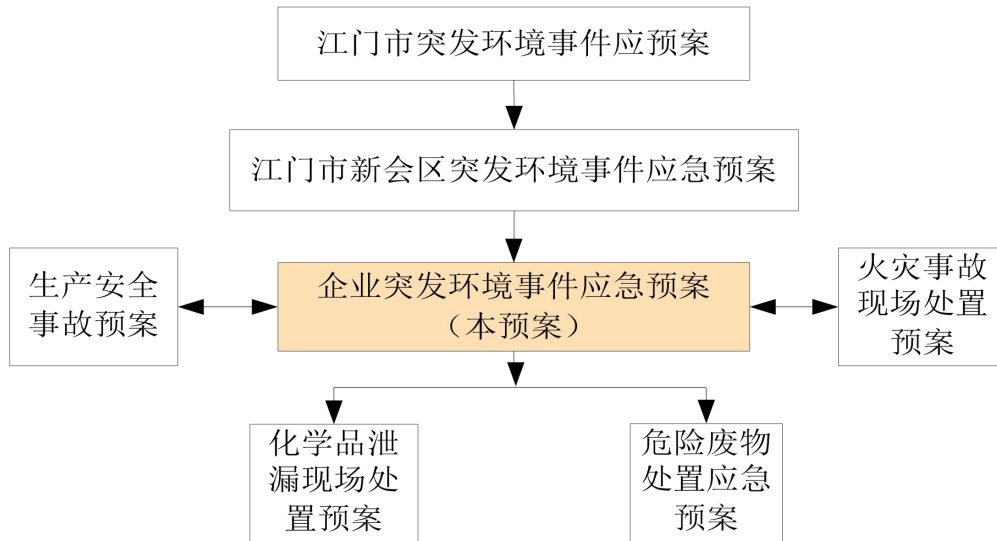 江门市突发环境事件应预案
江门市新会区突发环境事件应急预案
生产安全
事故预案
企业突发环境事件应急预案
（本预案）
火灾事故
现场处置
预案
化学品泄
漏现场处
置预案
危险废物
处置应急
预案